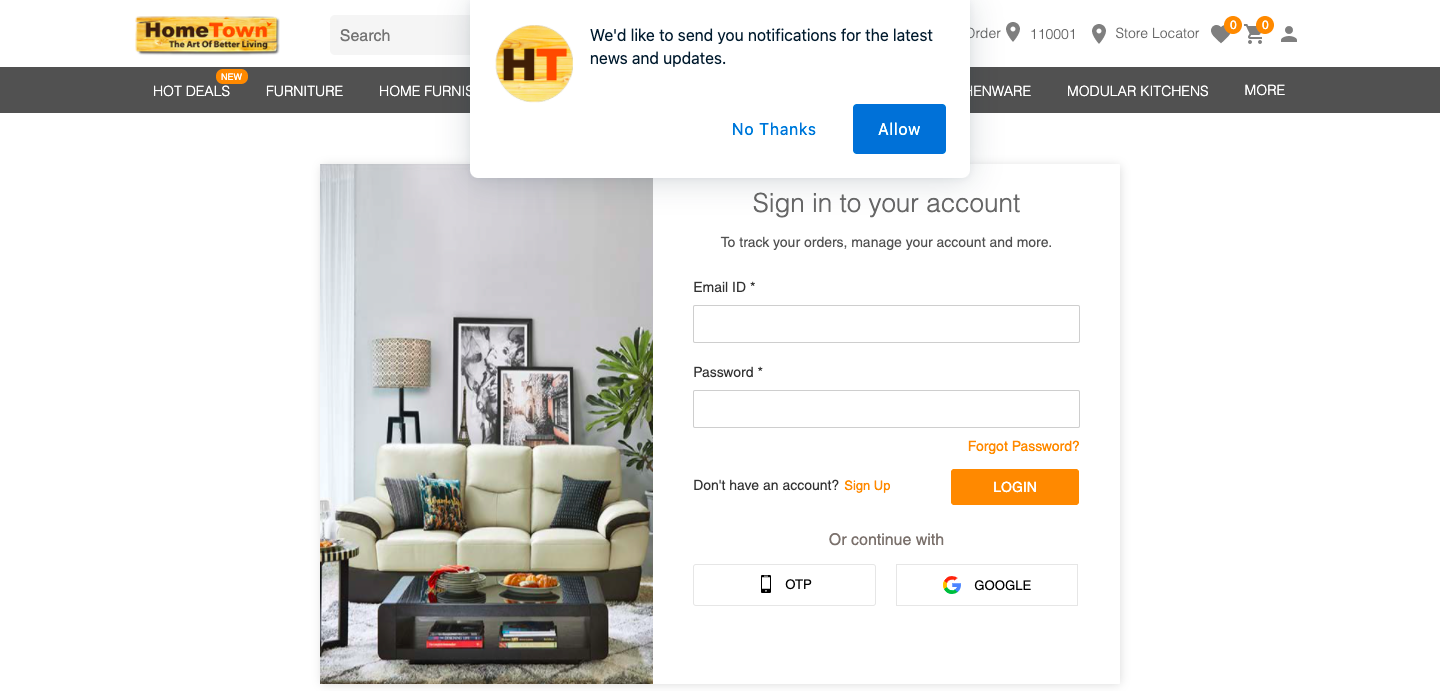 HomeTown
The Art Of Better Living
Search
We'd like to send you notifications for the latest
news and updates.
HT
No Thanks
Allow
Order
110001
Store Locator
0
0
NEW
HOT DEALS
FURNITURE
HOME FURNIS
HENWARE
MODULAR KITCHENS
MORE
Sign in to your account
To track your orders, manage your account and more.
Email ID *
Password *
Forgot Password?
Don't have an account? Sign Up
LOGIN
Or continue with
OTP
GOOGLE